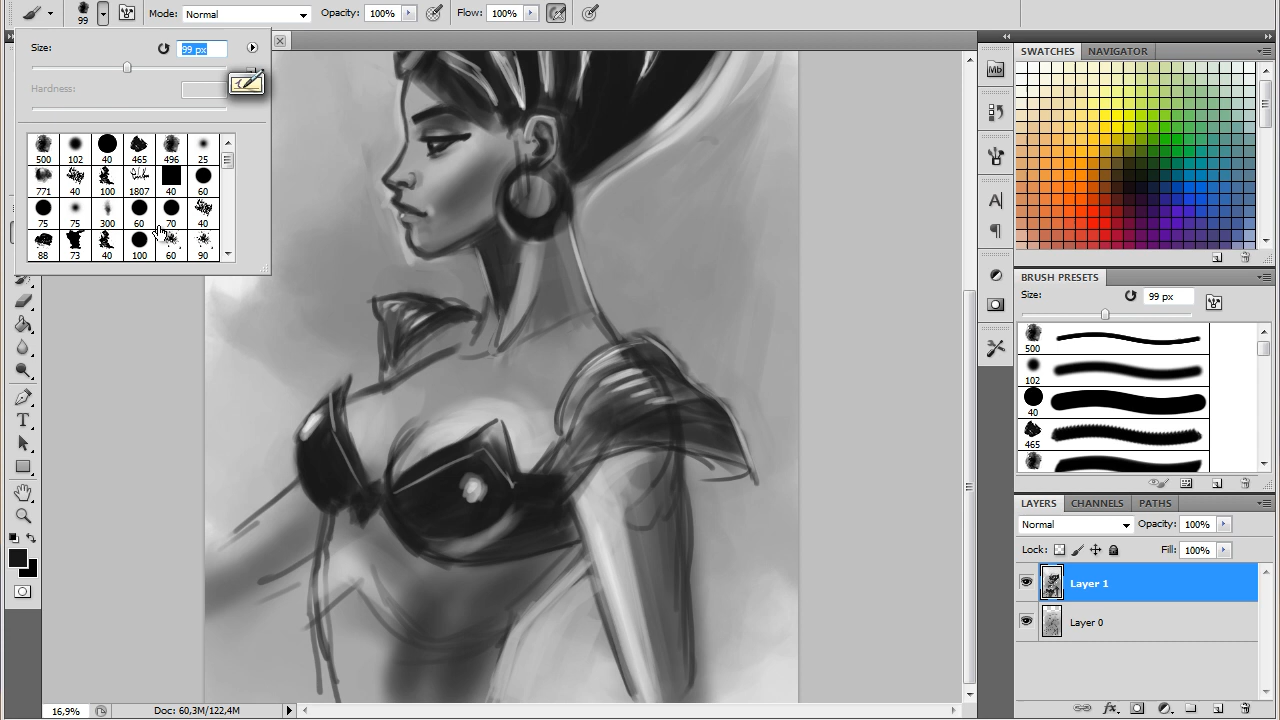 99
Mode: Normal
Opacity: 100%
Flow: 100%
Size: 99 px
Hardness:
500 102 40 465 496 25
771 40 100 1807 40 60
75 75 300 60 70 40
88 73 40 100 60 90
Mb
A
¶
T
SWATCHES NAVIGATOR
BRUSH PRESETS
Size: 99 px
500
102
40
465
LAYERS CHANNELS PATHS
Normal Opacity: 100%
Lock: Fill: 100%
Layer 1
Layer 0
fx
16,9% Doc: 60,3M/122,4M